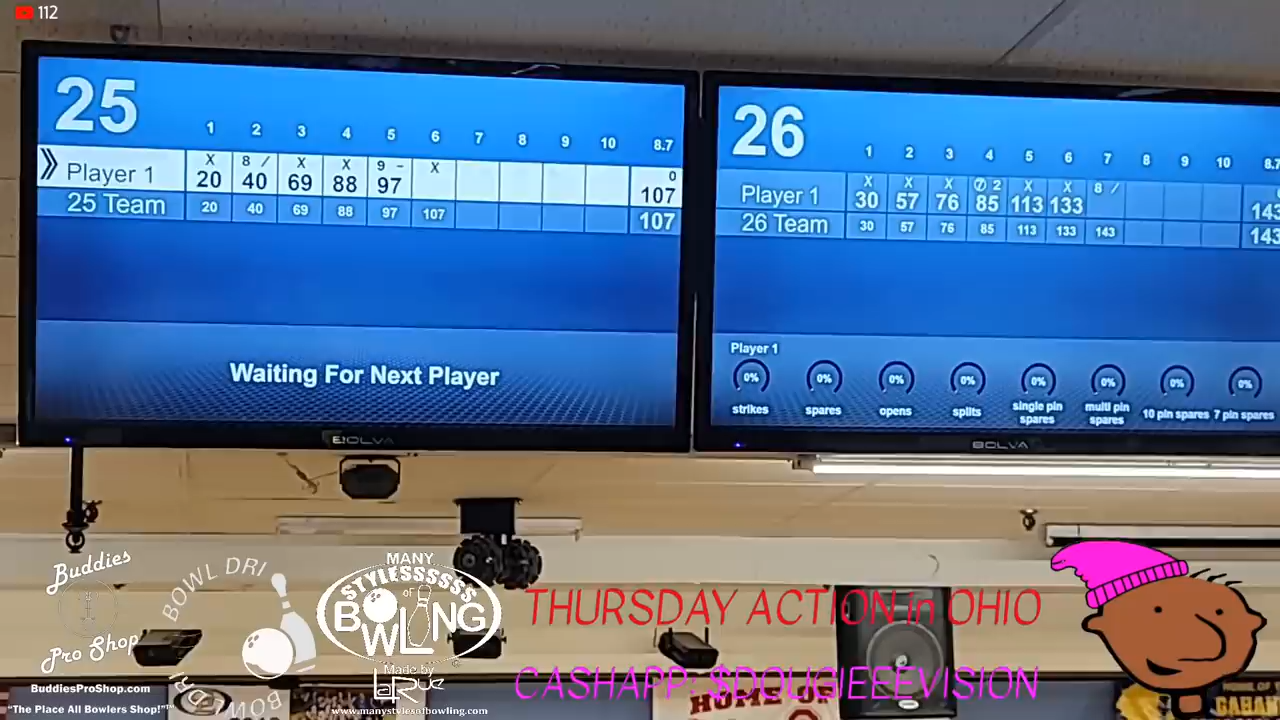 112
25
1 2 3 4 5 6 7 8 9 10 8.7
X 8 / X X 9 - X 0
Player 1 20 40 69 88 97 107
25 Team 20 40 69 88 97 107 107
Waiting For Next Player
BOLVA
26
1 2 3 4 5 6 7 8 9 10 8.7
X X X 7 2 X X 8 /
Player 1 30 57 76 85 113 133 143
26 Team 30 57 76 85 113 133 143 143
Player 1
0% 0% 0% 0% 0% 0% 0% 0%
strikes spares opens splits single pin spares multi pin spares 10 pin spares 7 pin spares
BOLVA
Buddies
Pro Shop
BuddiesProShop.com
"The Place All Bowlers Shop!"™
BOWL DRI
BOWL DRI
MANY
STYLESSSSSS
OF
BOWLING
Made by
LaRue
www.manystylesofbowling.com
THURSDAY ACTION in OHIO
CASHAPP: $DOUGIEEEVISION
HOME OF